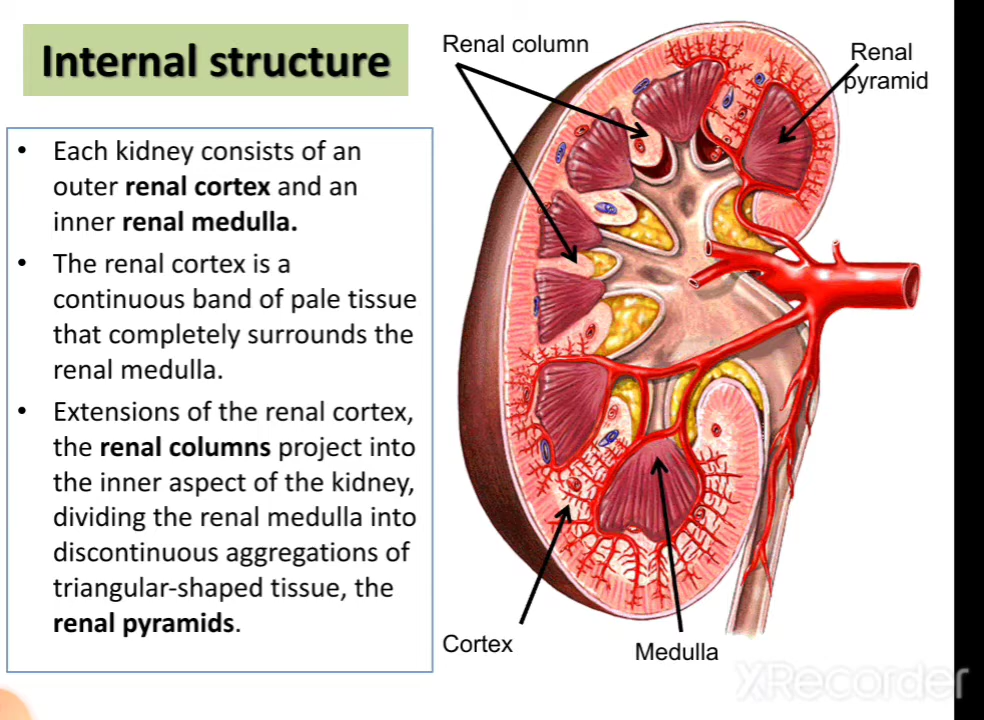 Internal structure
• Each kidney consists of an
outer renal cortex and an
inner renal medulla.
• The renal cortex is a
continuous band of pale tissue
that completely surrounds the
renal medulla.
• Extensions of the renal cortex,
the renal columns project into
the inner aspect of the kidney,
dividing the renal medulla into
discontinuous aggregations of
triangular-shaped tissue, the
renal pyramids.
Renal column
Renal
pyramid
Cortex
Medulla
XRecorder